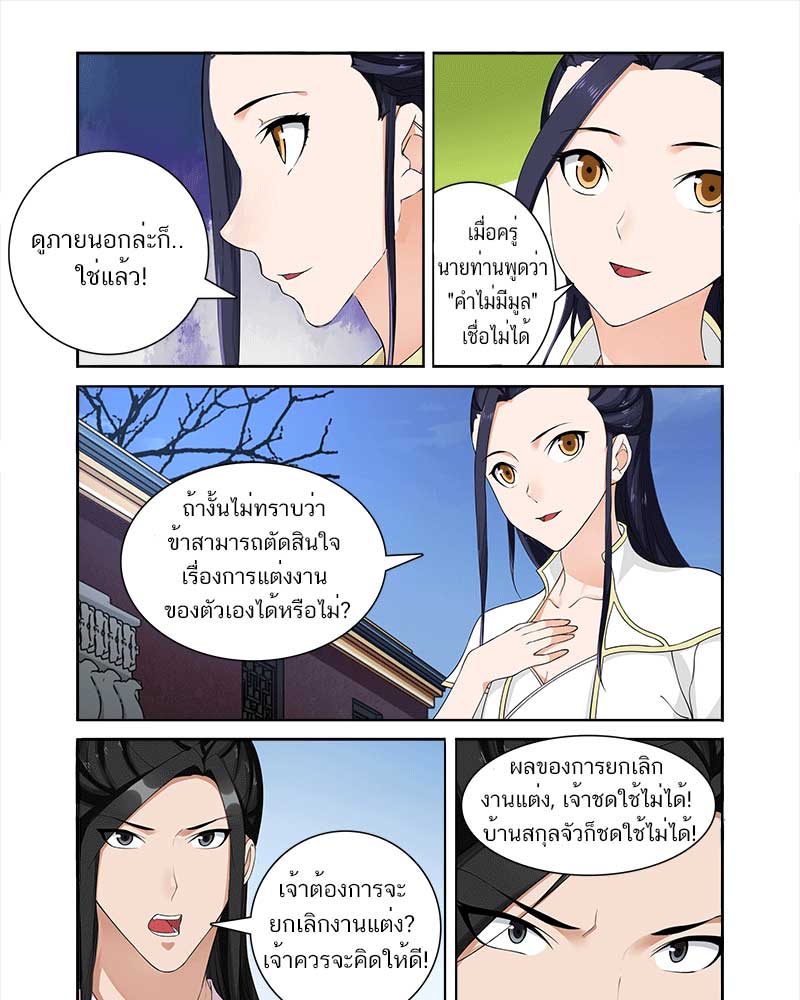 ดูภายนอกล่ะก็..
ใช่แล้ว!
เมื่อครู่
นายท่านพูดว่า
"คำไม่มีมูล"
เชื่อไม่ได้
ถ้างั้นไม่ทราบว่า
ข้าสามารถตัดสินใจ
เรื่องการแต่งงาน
ของตัวเองได้หรือไม่?
เจ้าต้องการจะ
ยกเลิกงานแต่ง?
เจ้าควรจะคิดให้ดี!
ผลของการยกเลิก
งานแต่ง, เจ้าชดใช้ไม่ได้!
บ้านสกุลจัวก็ชดใช้ไม่ได้!